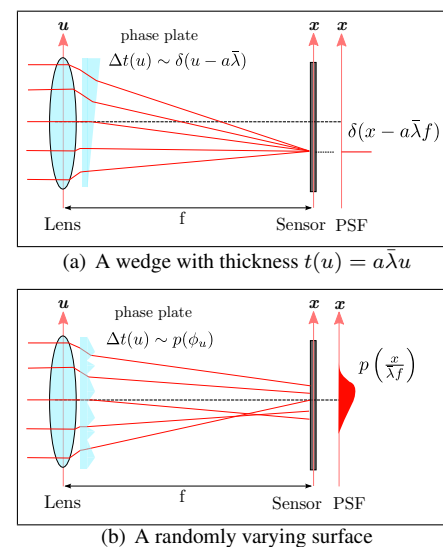 u
phase plate
x
x
Δt(u) ∼ δ(u − aλ̄)
δ(x − aλ̄f)
f
Lens
Sensor
PSF
(a) A wedge with thickness t(u) = aλ̄u
u
phase plate
x
x
Δt(u) ∼ p(ϕ_u)
p(x/λ̄f)
f
Lens
Sensor
PSF
(b) A randomly varying surface